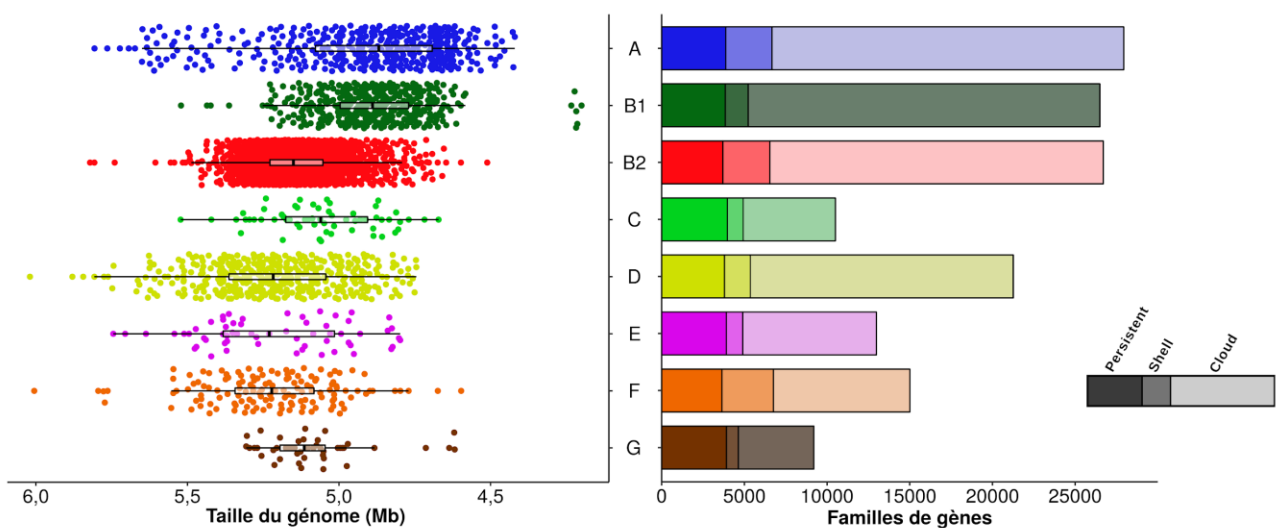 A
B1
B2
C
D
E
F
G
Persistent
Shell
Cloud
6,0 5,5 5,0 4,5
Taille du génome (Mb)
0 5000 10000 15000 20000 25000
Familles de gènes